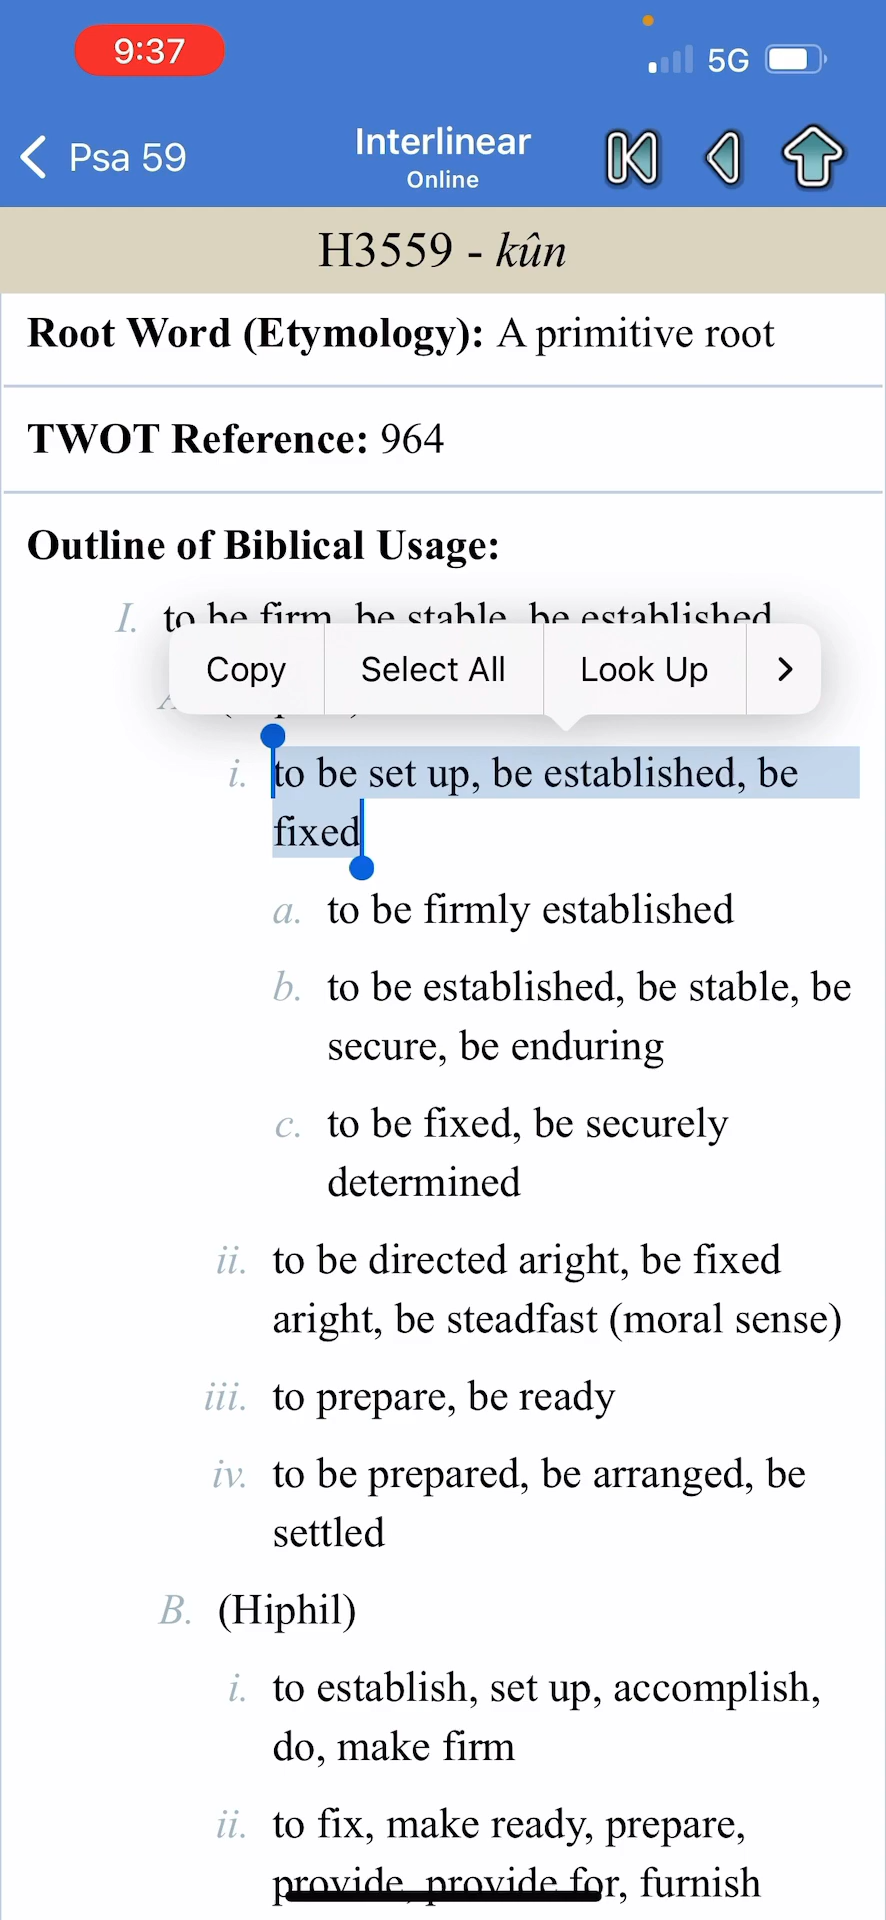 9:37
5G
Psa 59
Interlinear
Online
H3559 - kûn
Root Word (Etymology): A primitive root
TWOT Reference: 964
Outline of Biblical Usage:
I. to be firm, be stable, be established
Copy Select All Look Up
i. to be set up, be established, be
fixed
a. to be firmly established
b. to be established, be stable, be
secure, be enduring
c. to be fixed, be securely
determined
ii. to be directed aright, be fixed
aright, be steadfast (moral sense)
iii. to prepare, be ready
iv. to be prepared, be arranged, be
settled
B. (Hiphil)
i. to establish, set up, accomplish,
do, make firm
ii. to fix, make ready, prepare,
provide, provide for, furnish